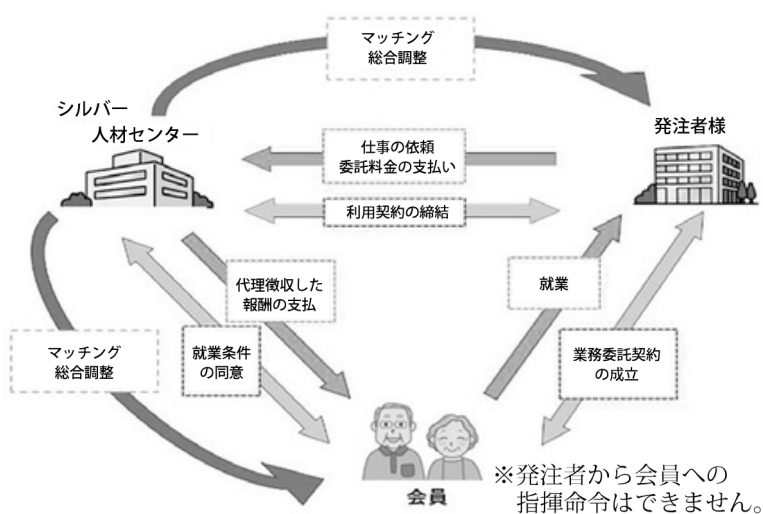 マッチング
総合調整
シルバー
人材センター
発注者様
仕事の依頼
委託料金の支払い
利用契約の締結
代理徴収した
報酬の支払
就業
マッチング
総合調整
就業条件
の同意
業務委託契約
の成立
会員
※発注者から会員への
指揮命令はできません。